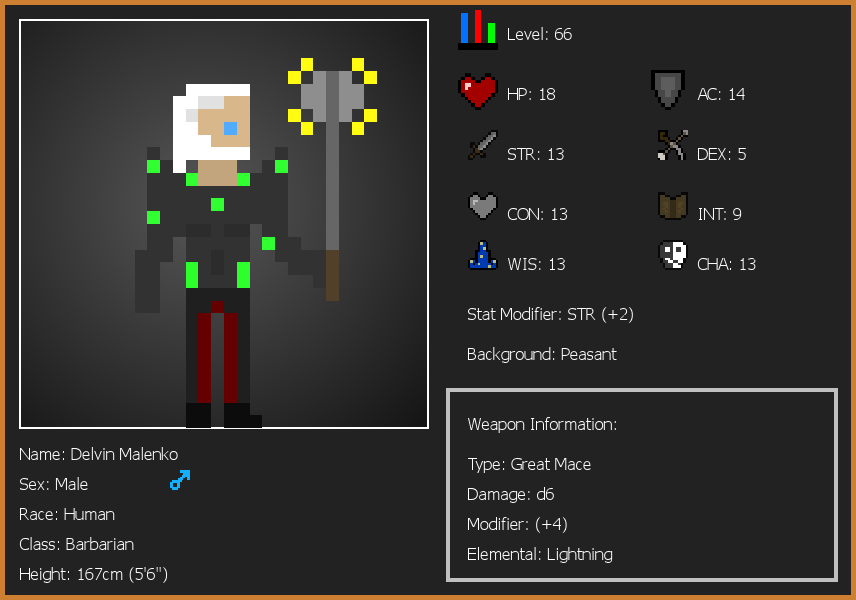 Level: 66
HP: 18
AC: 14
STR: 13
DEX: 5
CON: 13
INT: 9
WIS: 13
CHA: 13
Stat Modifier: STR (+2)
Background: Peasant
Weapon Information:
Type: Great Mace
Damage: d6
Modifier: (+4)
Elemental: Lightning
Name: Delvin Malenko
Sex: Male
Race: Human
Class: Barbarian
Height: 167cm (5'6")